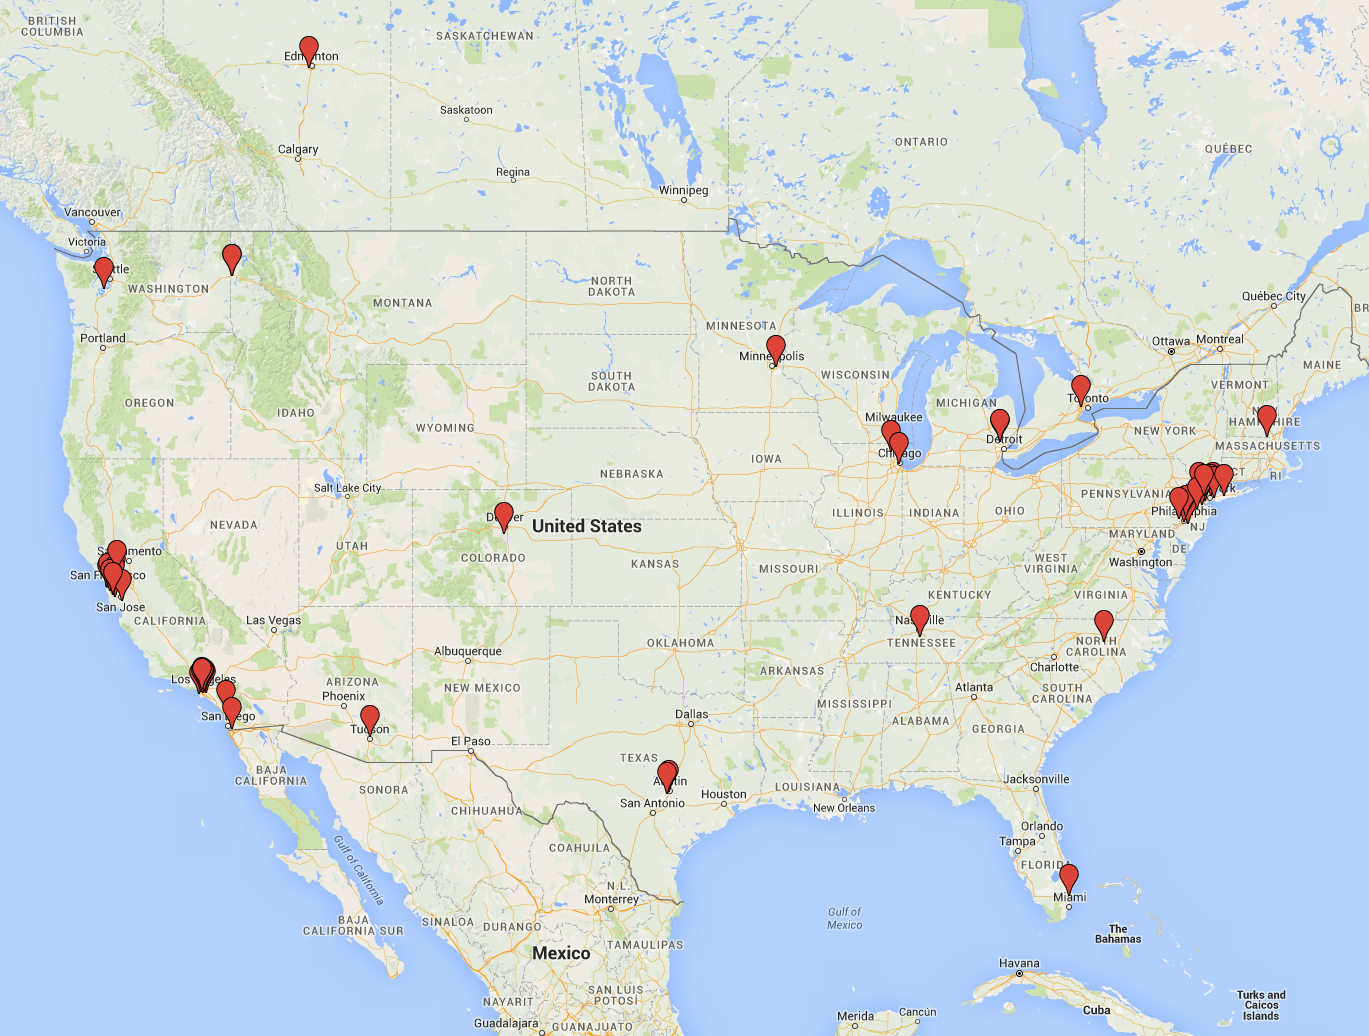 BRITISH
COLUMBIA
SASKATCHEWAN
Edmonton
Saskatoon
ONTARIO
QUÉBEC
Calgary
Regina
Winnipeg
Vancouver
Victoria
WASHINGTON
NORTH
DAKOTA
MONTANA
Québec City
MINNESOTA
Portland
Ottawa
Montreal
Minneapolis
WISCONSIN
MAINE
SOUTH
DAKOTA
VERMONT
OREGON
IDAHO
MICHIGAN
Toronto
WYOMING
Milwaukee
Detroit
NEW YORK
HAMPSHIRE
MASSACHUSETTS
IOWA
Chicago
NEBRASKA
CT
RI
Salt Lake City
PENNSYLVANIA
Denver
United States
NEVADA
ILLINOIS
INDIANA
OHIO
Philadelphia
NJ
MARYLAND
UTAH
COLORADO
DE
Sacramento
KANSAS
MISSOURI
WEST
VIRGINIA
Washington
San Francisco
KENTUCKY
VIRGINIA
San Jose
CALIFORNIA
Las Vegas
Nashville
TENNESSEE
NORTH
CAROLINA
Albuquerque
OKLAHOMA
ARKANSAS
Charlotte
Los Angeles
ARIZONA
NEW MEXICO
Atlanta
SOUTH
CAROLINA
Phoenix
MISSISSIPPI
San Diego
Dallas
ALABAMA
GEORGIA
Tucson
El Paso
TEXAS
BAJA
CALIFORNIA
Austin
LOUISIANA
Jacksonville
SONORA
San Antonio
Houston
New Orleans
CHIHUAHUA
Orlando
Tampa
COAHUILA
Gulf of California
FLORIDA
N.L.
Monterrey
Miami
Gulf of
Mexico
BAJA
CALIFORNIA SUR
SINALOA
DURANGO
The
Bahamas
Mexico
TAMAULIPAS
Havana
SAN LUIS
POTOSI
NAYARIT
Turks and
Caicos
Islands
Cuba
Cancún
Merida
Guadalajara
GUANAJUATO